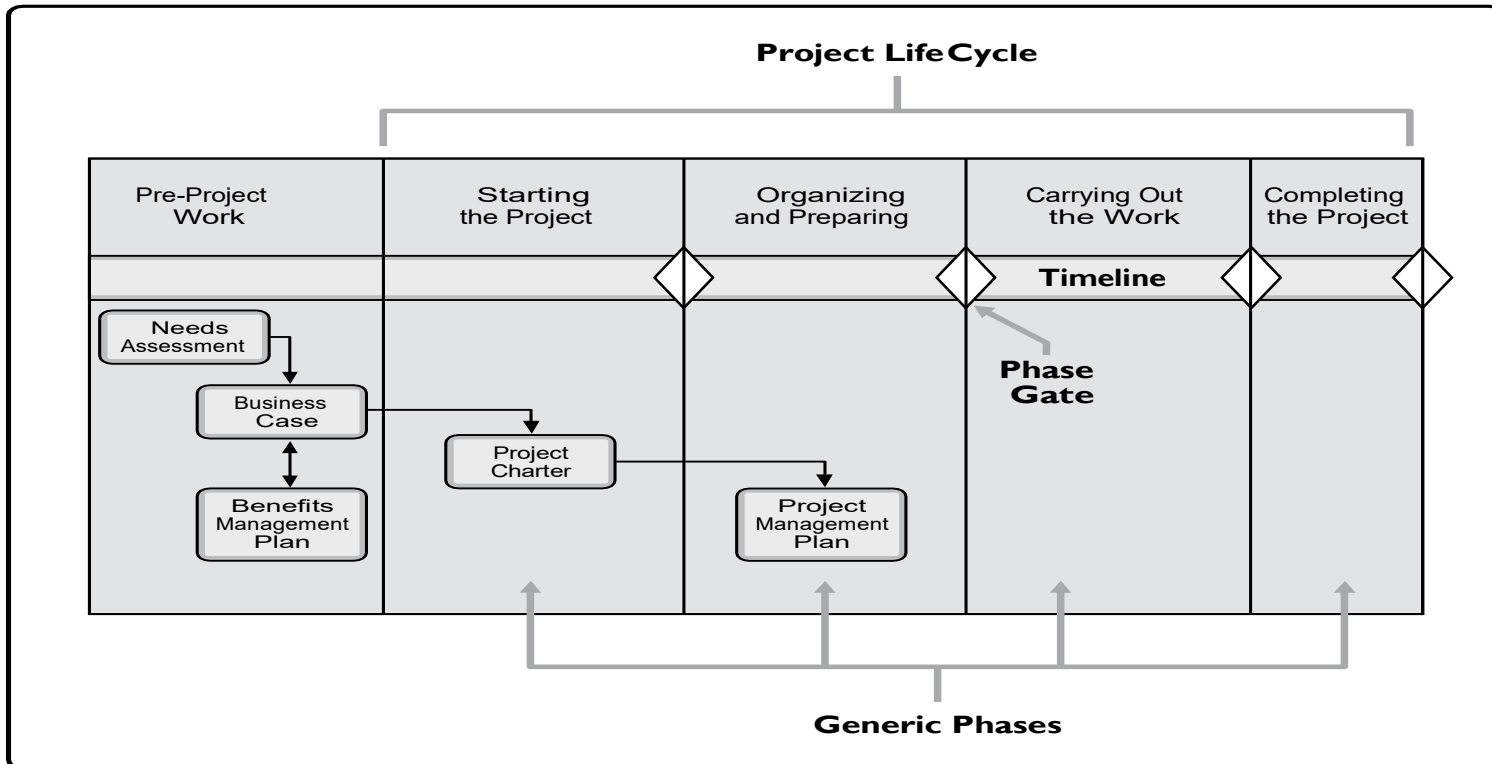 Project Life Cycle
Pre-Project
Work
Starting
the Project
Organizing
and Preparing
Carrying Out
the Work
Completing
the Project
Timeline
Needs
Assessment
Business
Case
Benefits
Management
Plan
Project
Charter
Project
Management
Plan
Phase
Gate
Generic Phases